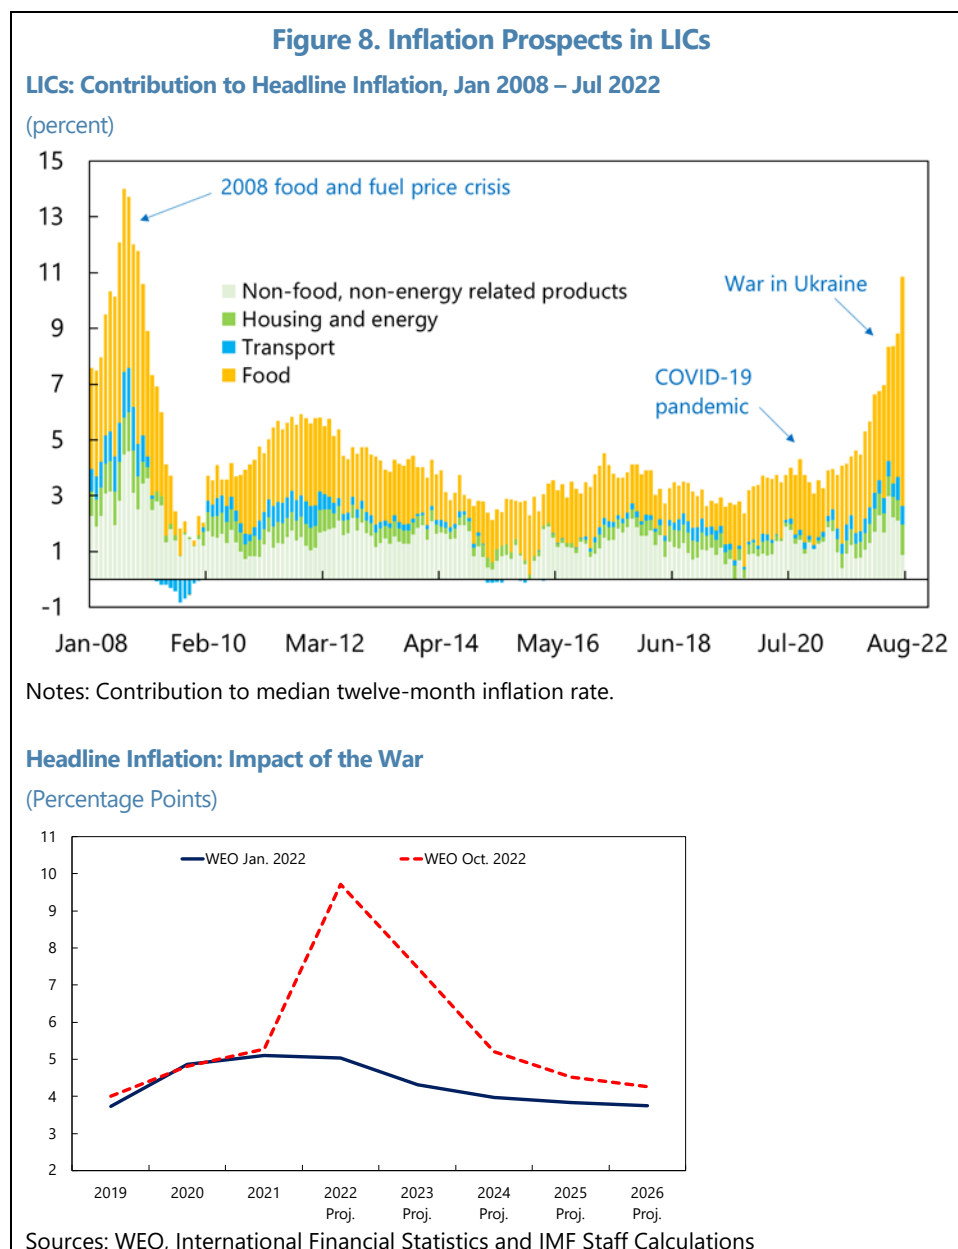 Figure 8. Inflation Prospects in LICs
LICs: Contribution to Headline Inflation, Jan 2008 – Jul 2022
(percent)
15
13
11
9
7
5
3
1
-1
2008 food and fuel price crisis
War in Ukraine
COVID-19
pandemic
Non-food, non-energy related products
Housing and energy
Transport
Food
Jan-08 Feb-10 Mar-12 Apr-14 May-16 Jun-18 Jul-20 Aug-22
Notes: Contribution to median twelve-month inflation rate.
Headline Inflation: Impact of the War
(Percentage Points)
11
10
9
8
7
6
5
4
3
2
WEO Jan. 2022 WEO Oct. 2022
2019 2020 2021 2022 2023 2024 2025 2026
Proj. Proj. Proj. Proj. Proj.
Sources: WEO, International Financial Statistics and IMF Staff Calculations